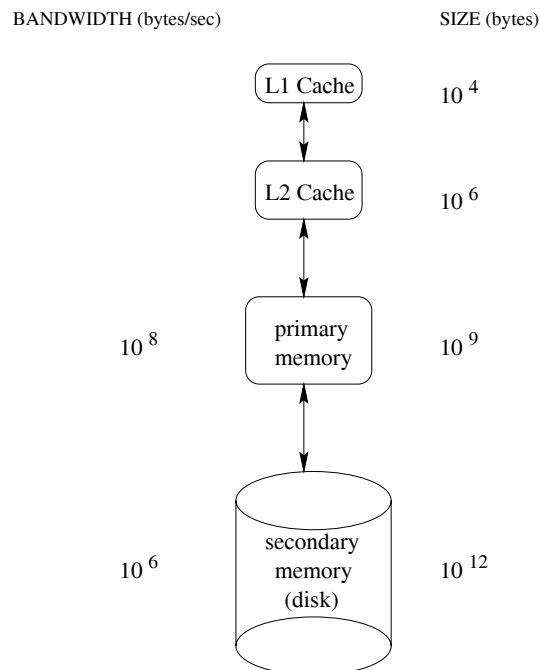 BANDWIDTH (bytes/sec) SIZE (bytes)
L1 Cache 10 4
L2 Cache 10 6
10 8 primary memory 10 9
10 6 secondary memory (disk) 10 12